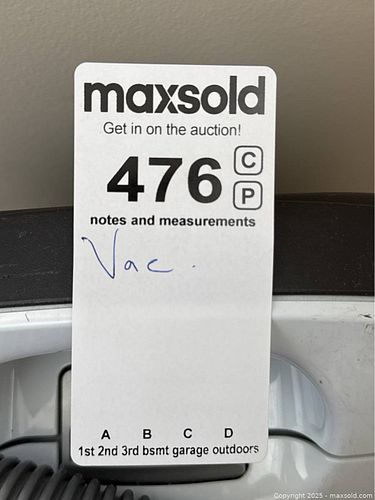 maxsold
Get in on the auction!
476 C
P
notes and measurements
Vac.
A B C D
1st 2nd 3rd bsmt garage outdoors
Copyright 2025 - maxsold.com